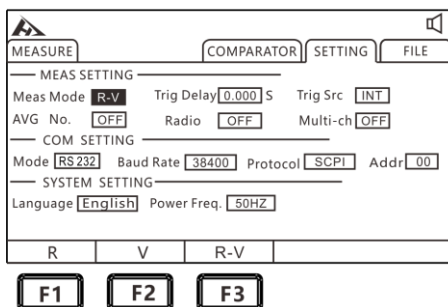 MEASURE COMPARATOR SETTING FILE
MEAS SETTING
Meas Mode R-V Trig Delay 0.000 S Trig Src INT
AVG No. OFF Radio OFF Multi-ch OFF
COM SETTING
Mode RS232 Baud Rate 38400 Protocol SCPI Addr 00
SYSTEM SETTING
Language English Power Freq. 50HZ
R V R-V
F1 F2 F3